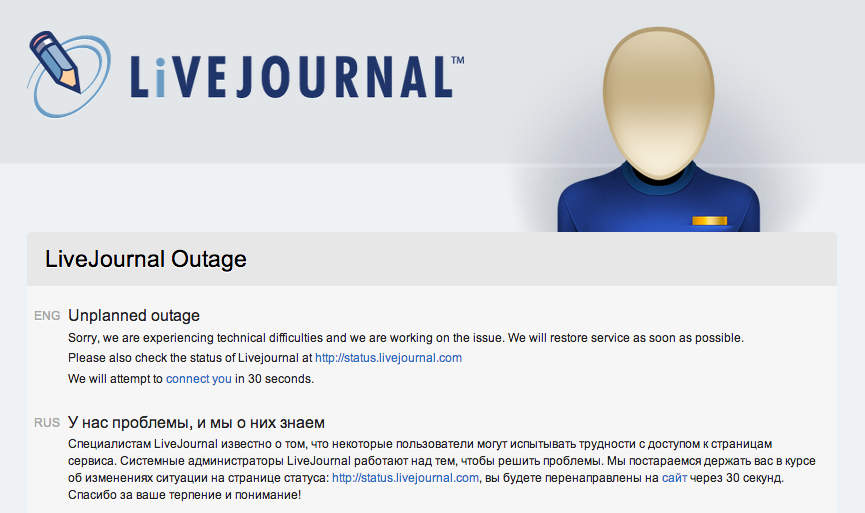 LiVEJOURNAL™
LiveJournal Outage
ENG Unplanned outage
Sorry, we are experiencing technical difficulties and we are working on the issue. We will restore service as soon as possible.
Please also check the status of Livejournal at http://status.livejournal.com
We will attempt to connect you in 30 seconds.
RUS У нас проблемы, и мы о них знаем
Специалистам LiveJournal известно о том, что некоторые пользователи могут испытывать трудности с доступом к страницам
сервиса. Системные администраторы LiveJournal работают над тем, чтобы решить проблемы. Мы постараемся держать вас в курсе
об изменениях ситуации на странице статуса: http://status.livejournal.com, вы будете перенаправлены на сайт через 30 секунд.
Спасибо за ваше терпение и понимание!